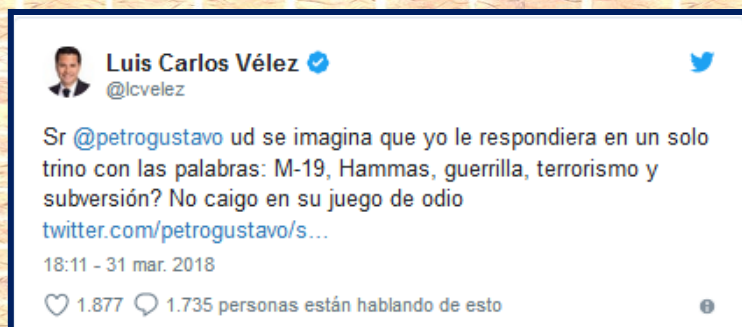 Luis Carlos Vélez
@lcvelez
Sr @petrogustavo ud se imagina que yo le respondiera en un solo
trino con las palabras: M-19, Hammas, guerrilla, terrorismo y
subversión? No caigo en su juego de odio
twitter.com/petrogustavo/s…
18:11 - 31 mar. 2018
1.877 1.735 personas están hablando de esto